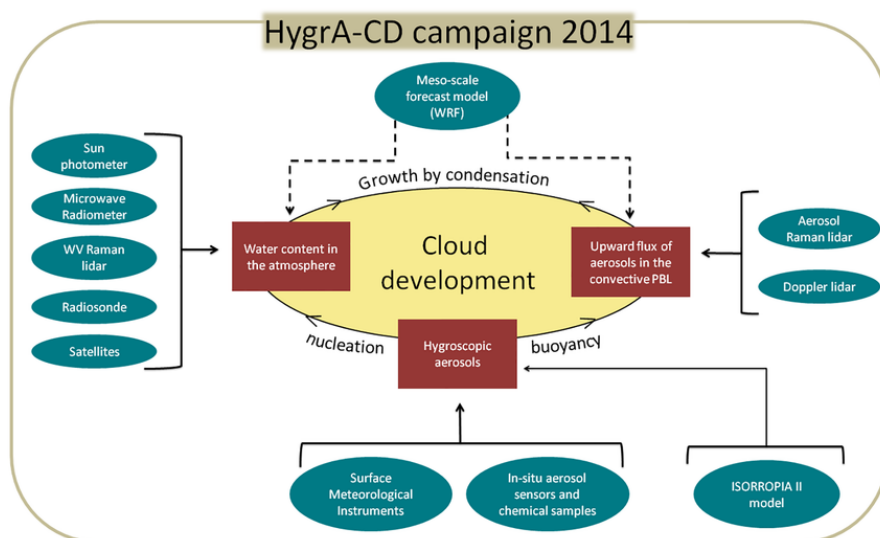 HygrA-CD campaign 2014
Meso-scale
forecast model
(WRF)
Sun
photometer
Microwave
Radiometer
WV Raman
lidar
Radiosonde
Satellites
Growth by condensation
Water content in
the atmosphere
Cloud
development
Upward flux of
aerosols in the
convective PBL
Aerosol
Raman lidar
Doppler lidar
nucleation
Hygroscopic
aerosols
buoyancy
Surface
Meteorological
Instruments
In-situ aerosol
sensors and
chemical samples
ISORROPIA II
model